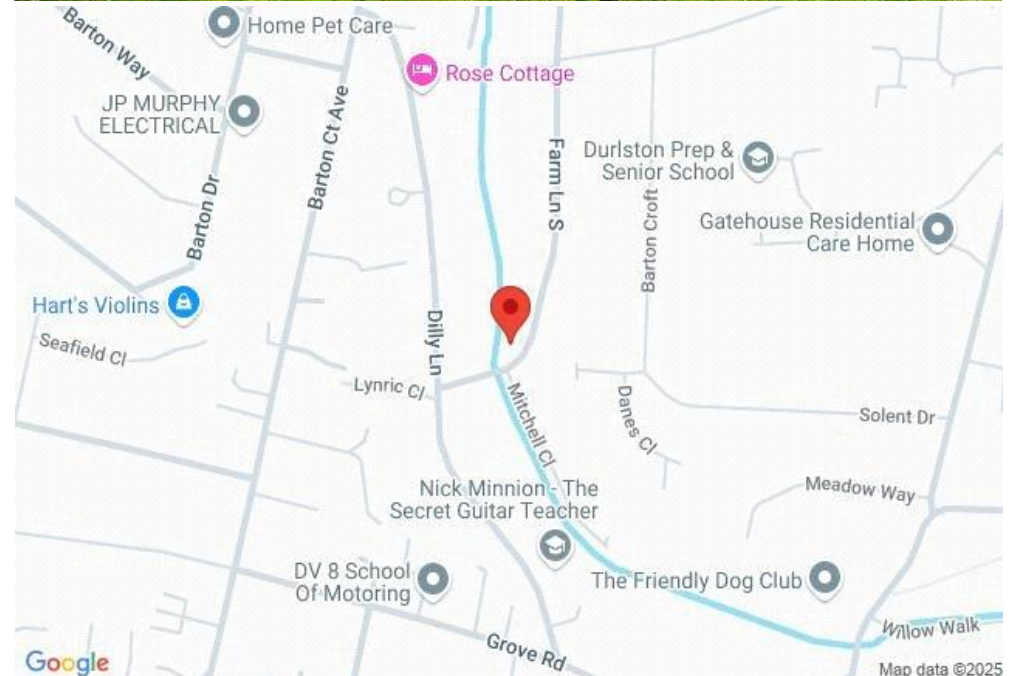 Barton Way
Home Pet Care
Rose Cottage
JP MURPHY
ELECTRICAL
Barton Ct Ave
Farm Ln S
Durlston Prep &
Senior School
Barton Dr
Barton Croft
Gatehouse Residential
Care Home
Hart's Violins
Seafield Cl
Dilly Ln
Lynric Cl
Mitchell Cl
Danes Cl
Solent Dr
Nick Minnion - The
Secret Guitar Teacher
Meadow Way
DV 8 School
Of Motoring
The Friendly Dog Club
Willow Walk
Grove Rd
Google
Map data ©2025